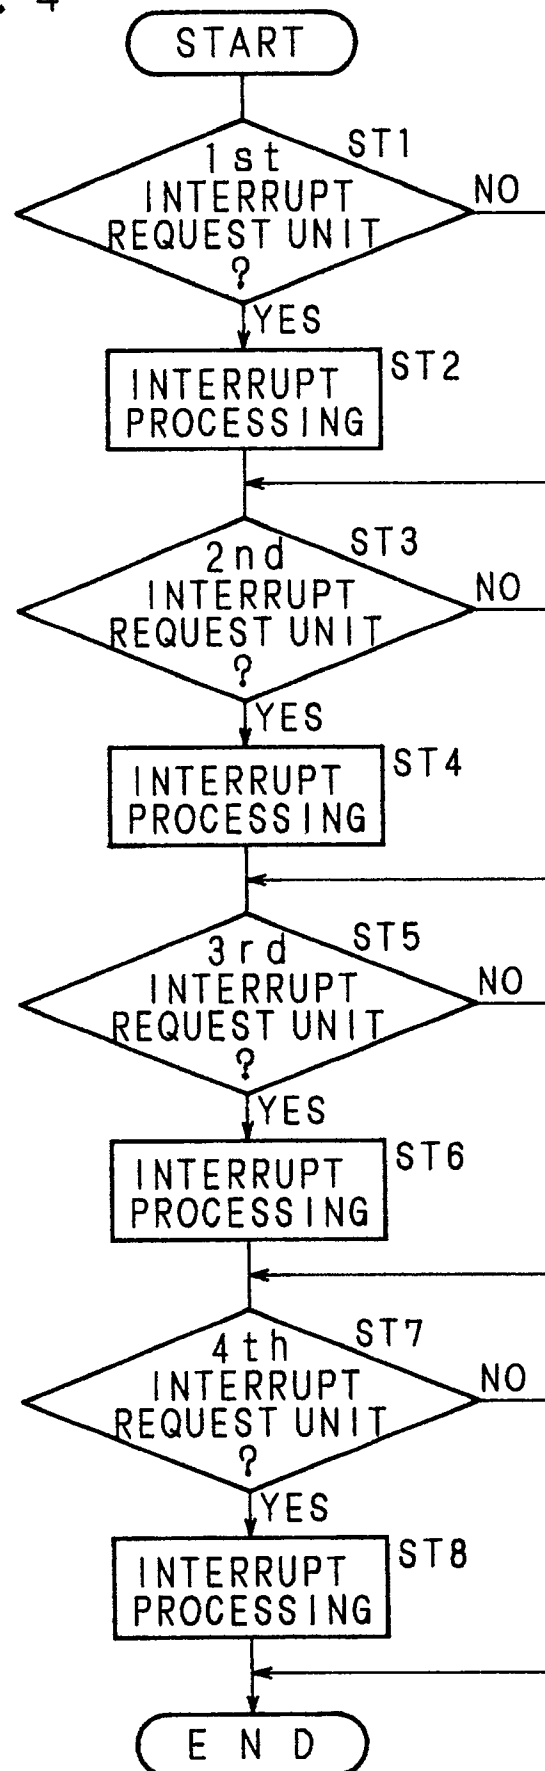 4
START
ST1
1st
INTERRUPT
REQUEST UNIT
?
NO
YES
ST2
INTERRUPT
PROCESSING
ST3
2nd
INTERRUPT
REQUEST UNIT
?
NO
YES
ST4
INTERRUPT
PROCESSING
ST5
3rd
INTERRUPT
REQUEST UNIT
?
NO
YES
ST6
INTERRUPT
PROCESSING
ST7
4th
INTERRUPT
REQUEST UNIT
?
NO
YES
ST8
INTERRUPT
PROCESSING
END